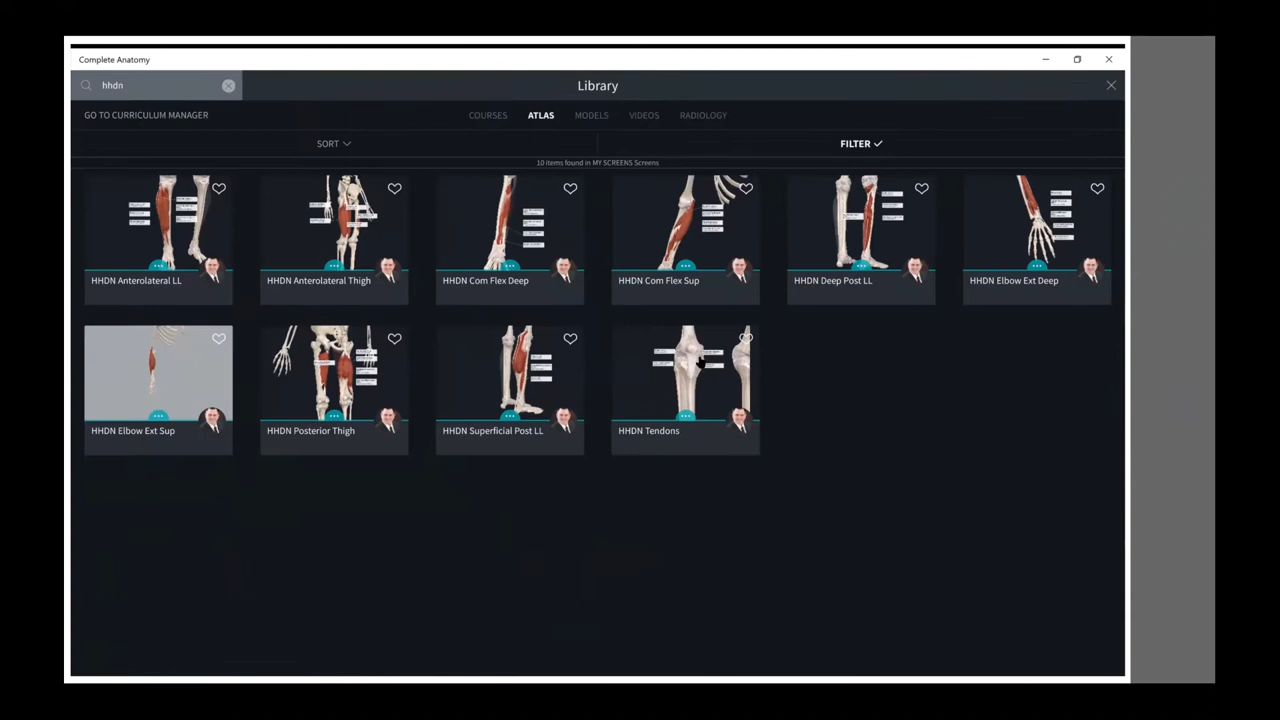 Complete Anatomy
hhdn
Library
GO TO CURRICULUM MANAGER
COURSES ATLAS MODELS VIDEOS RADIOLOGY
SORT
FILTER
10 items found in MY SCREENS Screens
HHDN Anterolateral LL
HHDN Anterolateral Thigh
HHDN Com Flex Deep
HHDN Com Flex Sup
HHDN Deep Post LL
HHDN Elbow Ext Deep
HHDN Elbow Ext Sup
HHDN Posterior Thigh
HHDN Superficial Post LL
HHDN Tendons